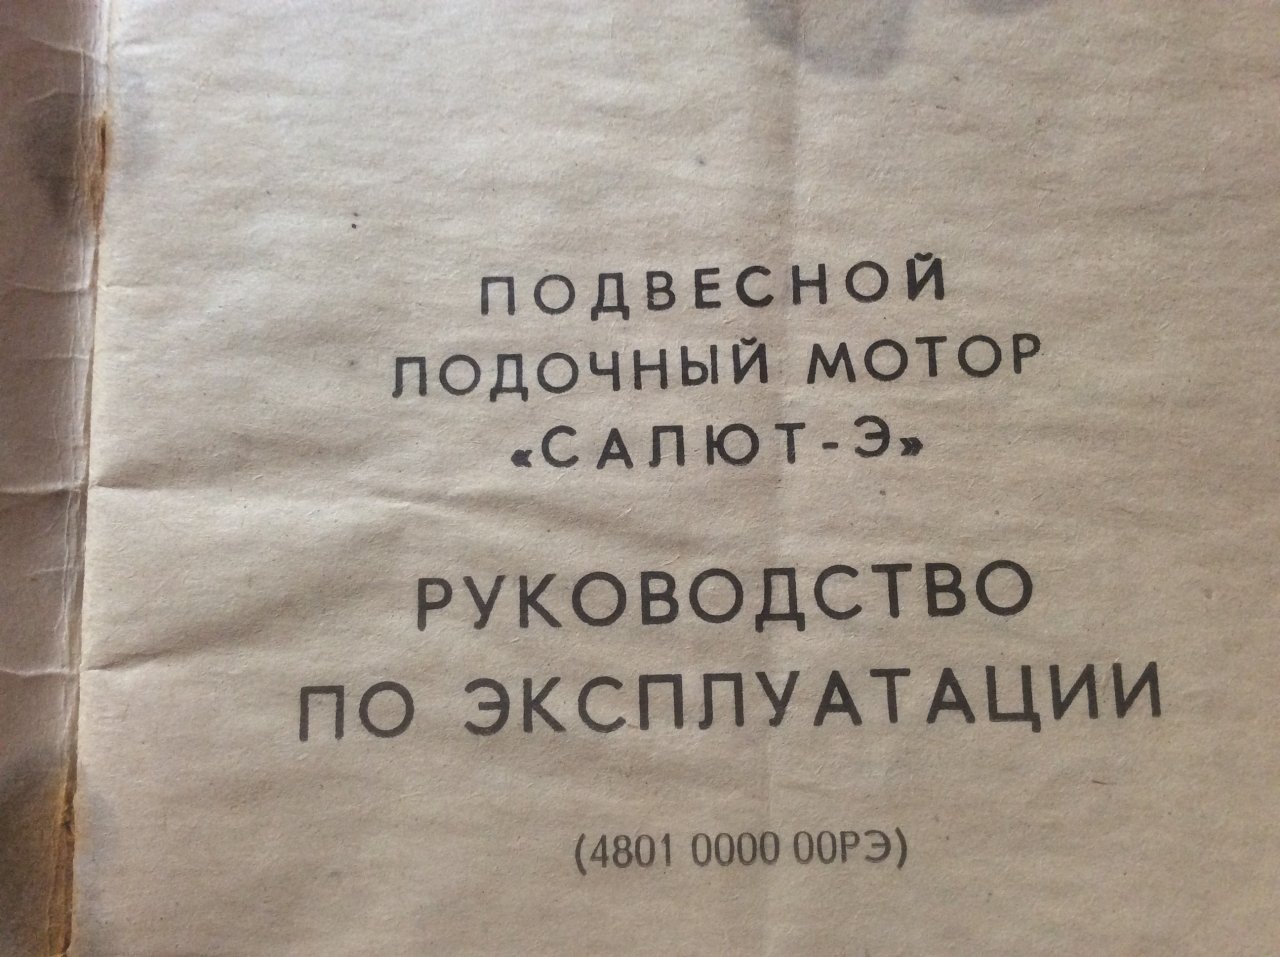 ПОДВЕСНОЙ
ЛОДОЧНЫЙ МОТОР
«САЛЮТ-Э»
РУКОВОДСТВО
ПО ЭКСПЛУАТАЦИИ
(4801 0000 00РЭ)